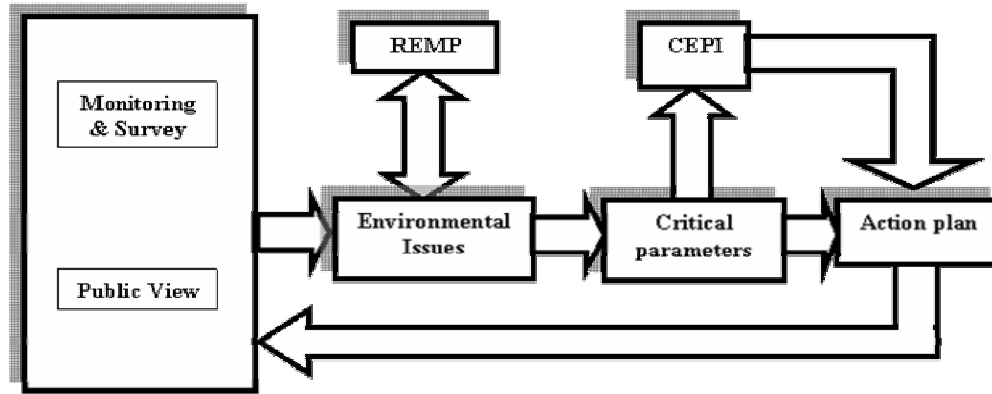 Monitoring
& Survey
Public View
REMP
Environmental
Issues
CEPI
Critical
parameters
Action plan